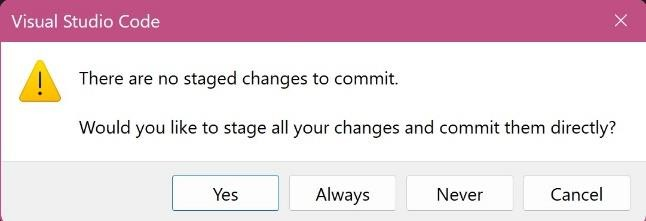 Visual Studio Code
There are no staged changes to commit.
Would you like to stage all your changes and commit them directly?
Yes
Always
Never
Cancel